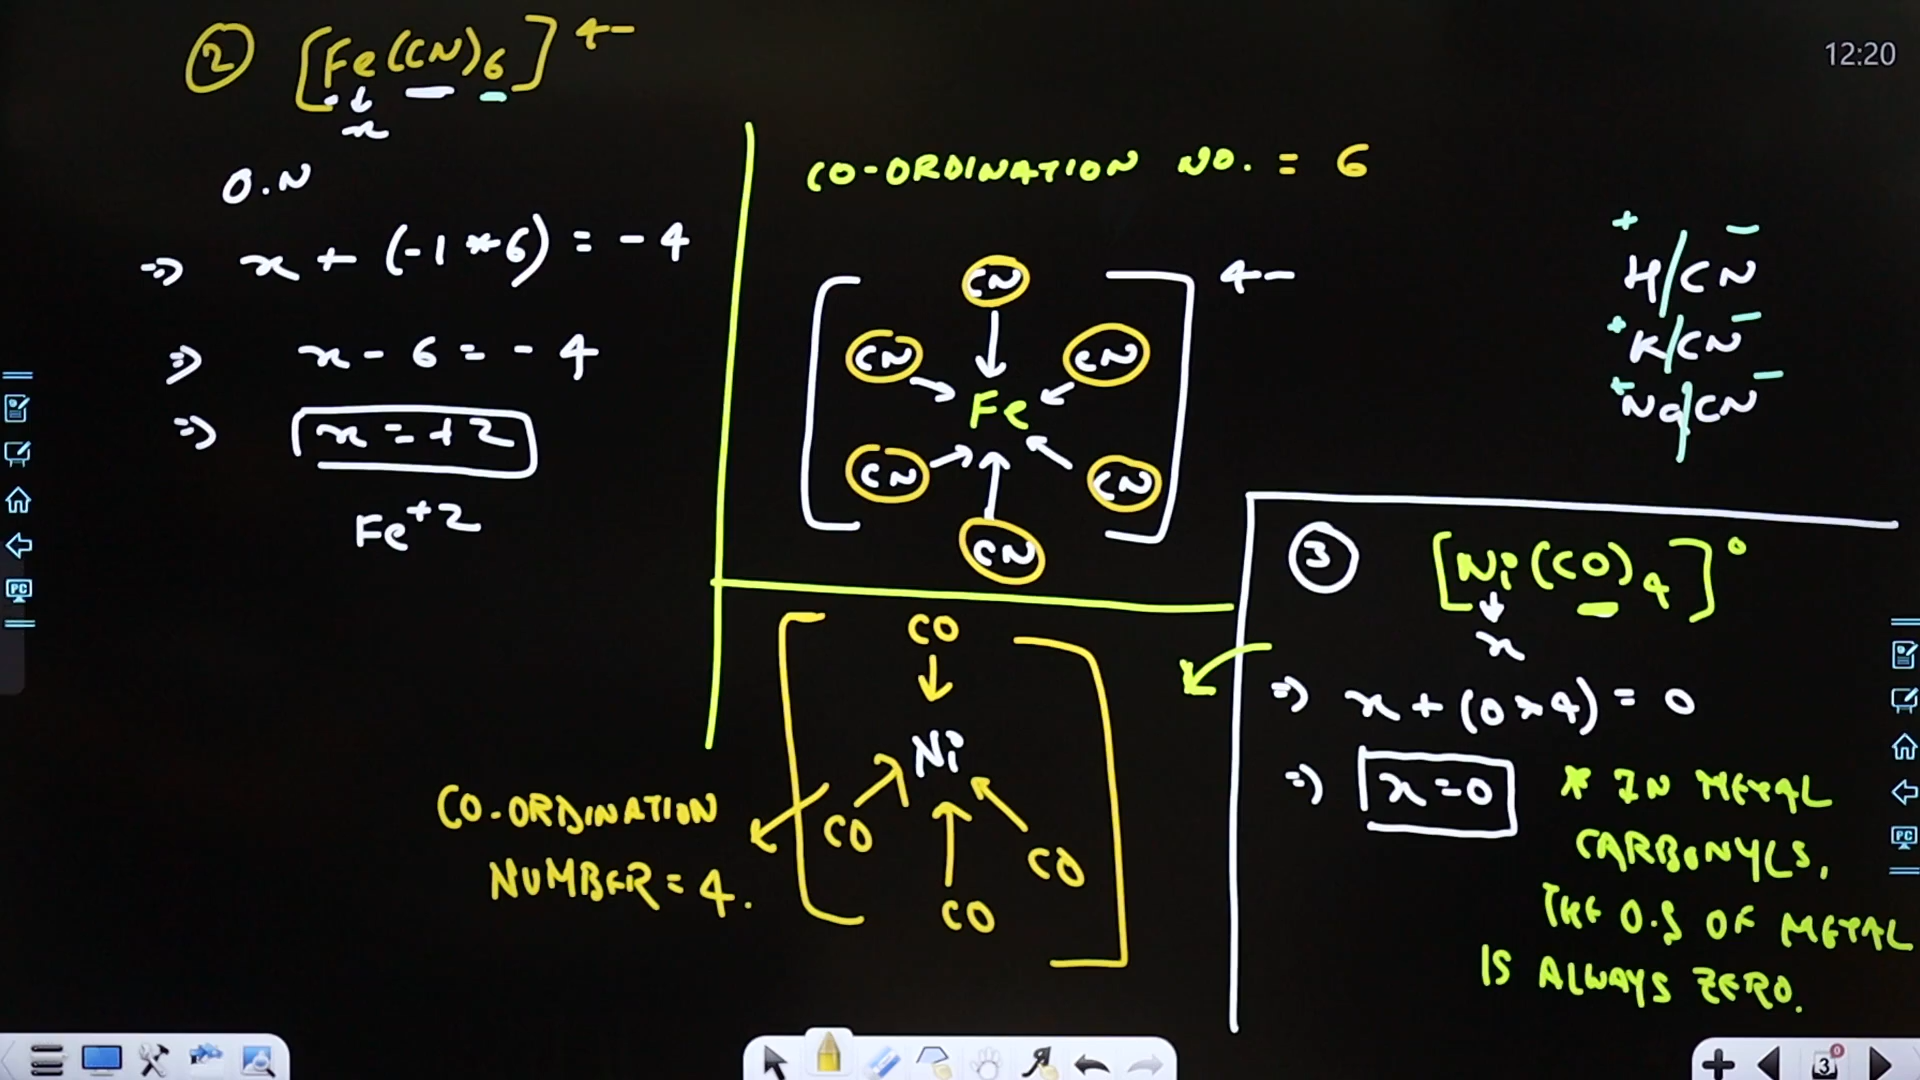 ② [Fe(CN)6]4-
x
O.N
=> x + (-1*6) = -4
=> x - 6 = -4
=> x = +2
Fe+2
12:20
CO-ORDINATION NO. = 6
CN
CN CN
Fe
CN CN
CN
4-
+ -
H/CN
+ -
K/CN
+ -
Na/CN
CO
Ni
CO CO
CO
CO-ORDINATION
NUMBER = 4.
③ [Ni(CO)4]°
x
=> x + (0×4) = 0
=> x = 0
* IN METAL
CARBONYLS,
THE O.S OF METAL
IS ALWAYS ZERO.
PC
PC
3
0